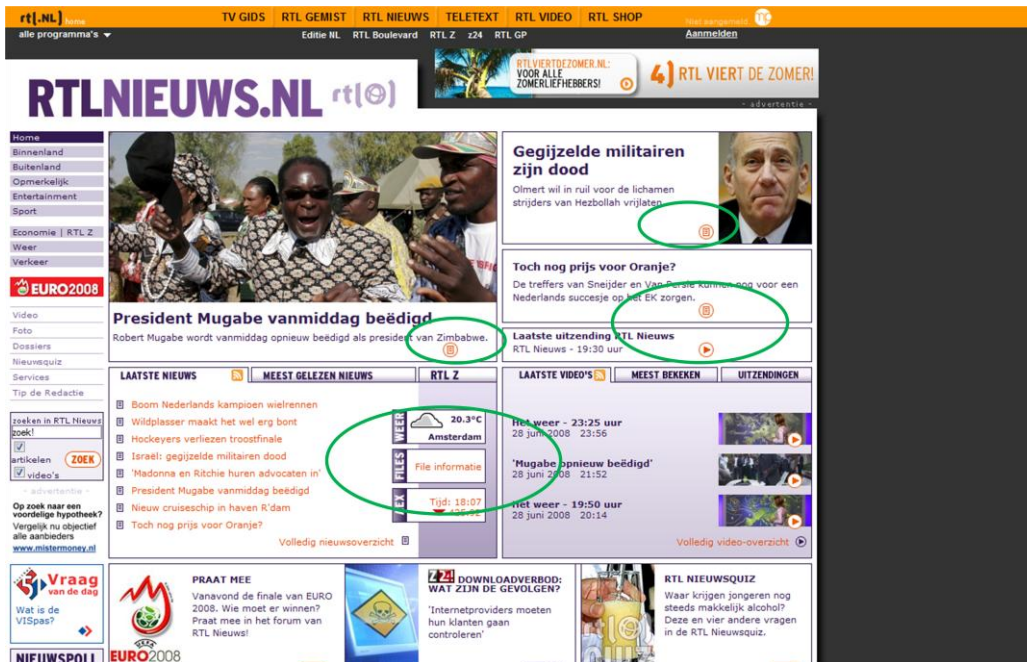 rtl.NL home
TV GIDS RTL GEMIST RTL NIEUWS TELETEXT RTL VIDEO RTL SHOP
Niet aangemeld
alle programma's
Editie NL RTL Boulevard RTL Z z24 RTL GP
Aanmelden
RTLVIERTDEZOMER.NL:
VOOR ALLE
ZOMERLIEFHEBBERS!
4) RTL VIERT DE ZOMER!
- advertentie -
RTLNIEUWS.NL rtl
Home
Binnenland
Buitenland
Opmerkelijk
Entertainment
Sport
Economie | RTL Z
Weer
Verkeer
EURO2008
Video
Foto
Dossiers
Nieuwsquiz
Services
Tip de Redactie
zoeken in RTL Nieuws
zoek!
artikelen
ZOEK
video's
- advertentie -
Op zoek naar een
voordelige hypotheek?
Vergelijk nu objectief
alle aanbieders
www.mistermoney.nl
Vraag
van de dag
Wat is de
VISpas?
NIEUWSPOLL
President Mugabe vanmiddag beëdigd
Robert Mugabe wordt vanmiddag opnieuw beëdigd als president van Zimbabwe.
Gegijzelde militairen
zijn dood
Olmert wil in ruil voor de lichamen
strijders van Hezbollah vrijlaten.
Toch nog prijs voor Oranje?
De treffers van Sneijder en Van Persie kunnen nog voor een
Nederlands succesje op het EK zorgen.
Laatste uitzending RTL Nieuws
RTL Nieuws - 19:30 uur
LAATSTE NIEUWS MEEST GELEZEN NIEUWS RTL Z
Boom Nederlands kampioen wielrennen
Wildplasser maakt het wel erg bont
Hockeyers verliezen troostfinale
Israël: gegijzelde militairen dood
'Madonna en Ritchie huren advocaten in'
President Mugabe vanmiddag beëdigd
Nieuw cruiseschip in haven R'dam
Toch nog prijs voor Oranje?
Volledig nieuwsoverzicht
WEER
20.3°C
Amsterdam
FILES
File informatie
Tijd: 18:07
LAATSTE VIDEO'S MEEST BEKEKEN UITZENDINGEN
Het weer - 23:25 uur
28 juni 2008 23:56
'Mugabe opnieuw beëdigd'
28 juni 2008 21:52
Het weer - 19:50 uur
28 juni 2008 20:14
Volledig video-overzicht
PRAAT MEE
Vanavond de finale van EURO
2008. Wie moet er winnen?
Praat mee in het forum van
RTL Nieuws!
UEFA
EURO2008
Z24 DOWNLOADVERBOD:
WAT ZIJN DE
GEVOLGEN?
'Internetproviders moeten
hun klanten gaan
controleren'
RTL NIEUWSQUIZ
Waar krijgen jongeren nog
steeds makkelijk alcohol?
Deze en vier andere vragen
in de RTL Nieuwsquiz.